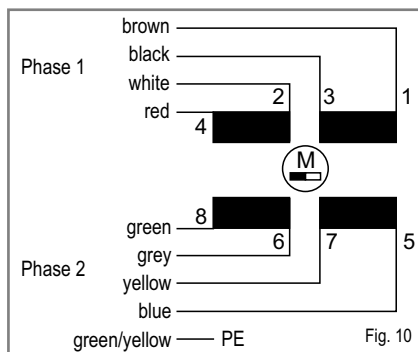 brown
black
Phase 1
white
2 3 1
red
4
M
8
green
6 7 5
grey
Phase 2
yellow
blue
green/yellow PE
Fig. 10